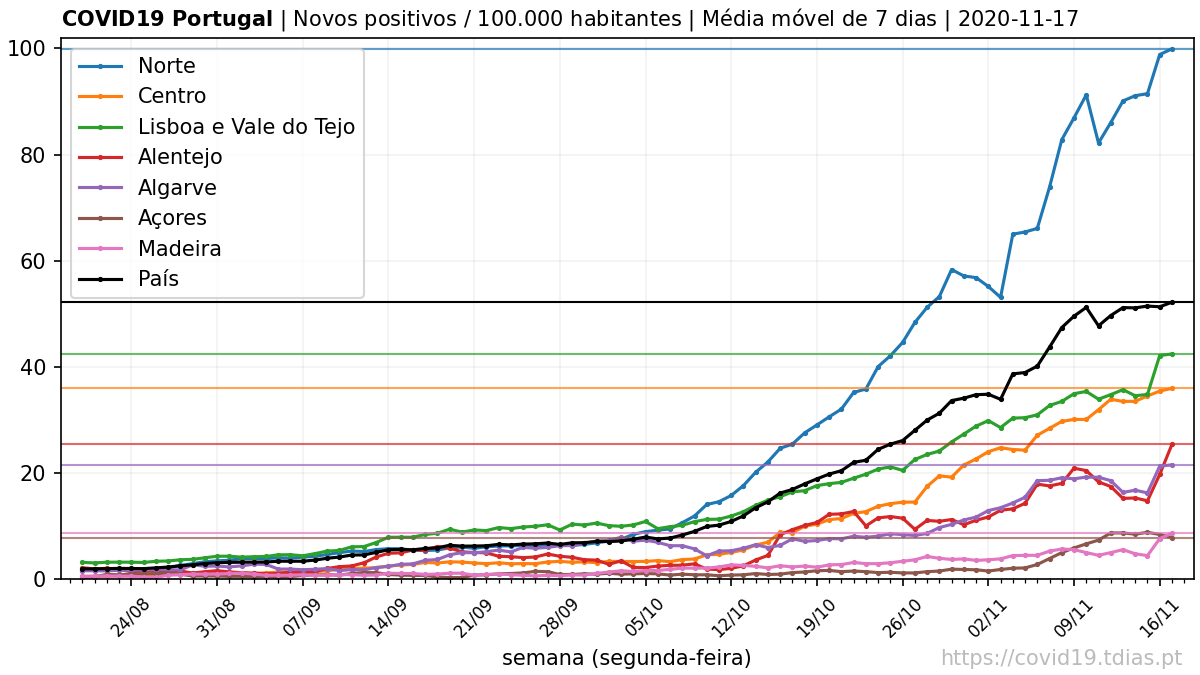 COVID19 Portugal | Novos positivos / 100.000 habitantes | Média móvel de 7 dias | 2020-11-17
100
80
60
40
20
0
Norte
Centro
Lisboa e Vale do Tejo
Alentejo
Algarve
Açores
Madeira
País
24/08 31/08 07/09 14/09 21/09 28/09 05/10 12/10 19/10 26/10 02/11 09/11 16/11
semana (segunda-feira)
https://covid19.tdias.pt